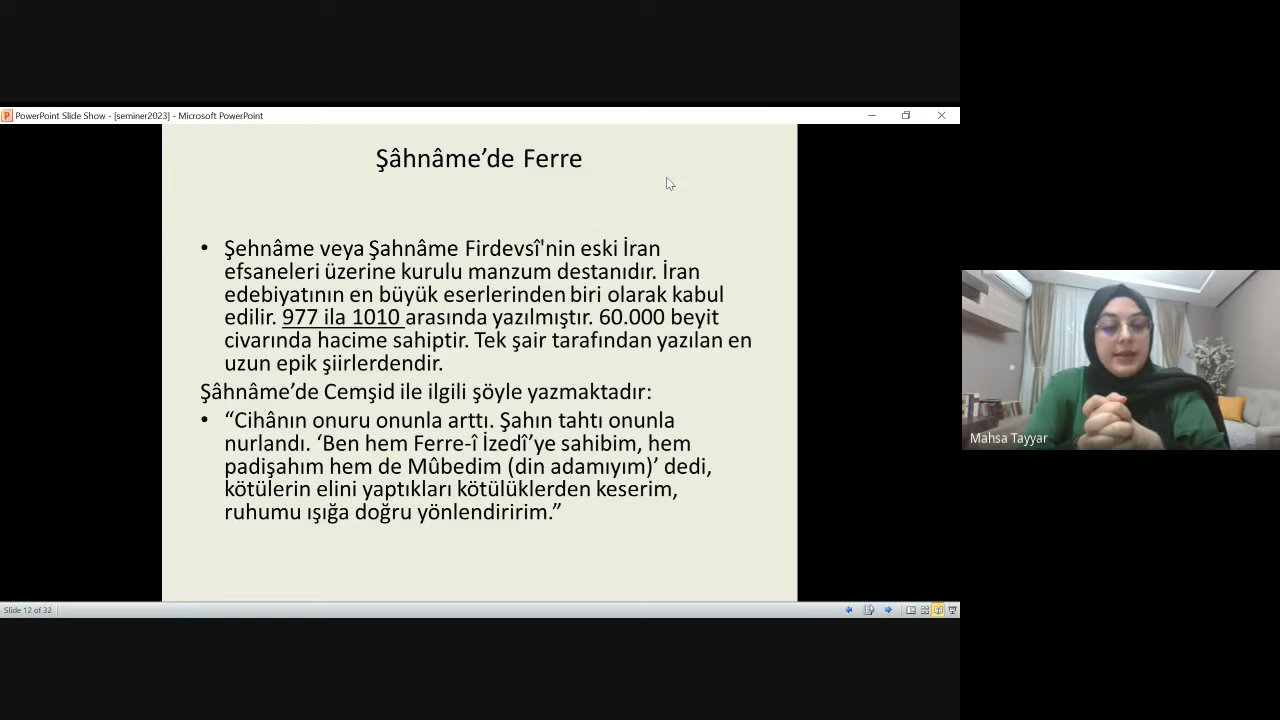 PowerPoint Slide Show - [seminer2023] - Microsoft PowerPoint
Şâhnâme’de Ferre
• Şehnâme veya Şahnâme Firdevsî'nin eski İran
efsaneleri üzerine kurulu manzum destanıdır. İran
edebiyatının en büyük eserlerinden biri olarak kabul
edilir. 977 ila 1010 arasında yazılmıştır. 60.000 beyit
civarında hacime sahiptir. Tek şair tarafından yazılan en
uzun epik şiirlerdendir.
Şâhnâme’de Cemşid ile ilgili şöyle yazmaktadır:
• “Cihânın onuru onunla arttı. Şahın tahtı onunla
nurlandı. ‘Ben hem Ferre-î İzedî’ye sahibim, hem
padişahım hem de Mûbedim (din adamıyım)’ dedi,
kötülerin elini yaptıkları kötülüklerden keserim,
ruhumu ışığa doğru yönlendiririm.”
Slide 12 of 32
Mahsa Tayyar